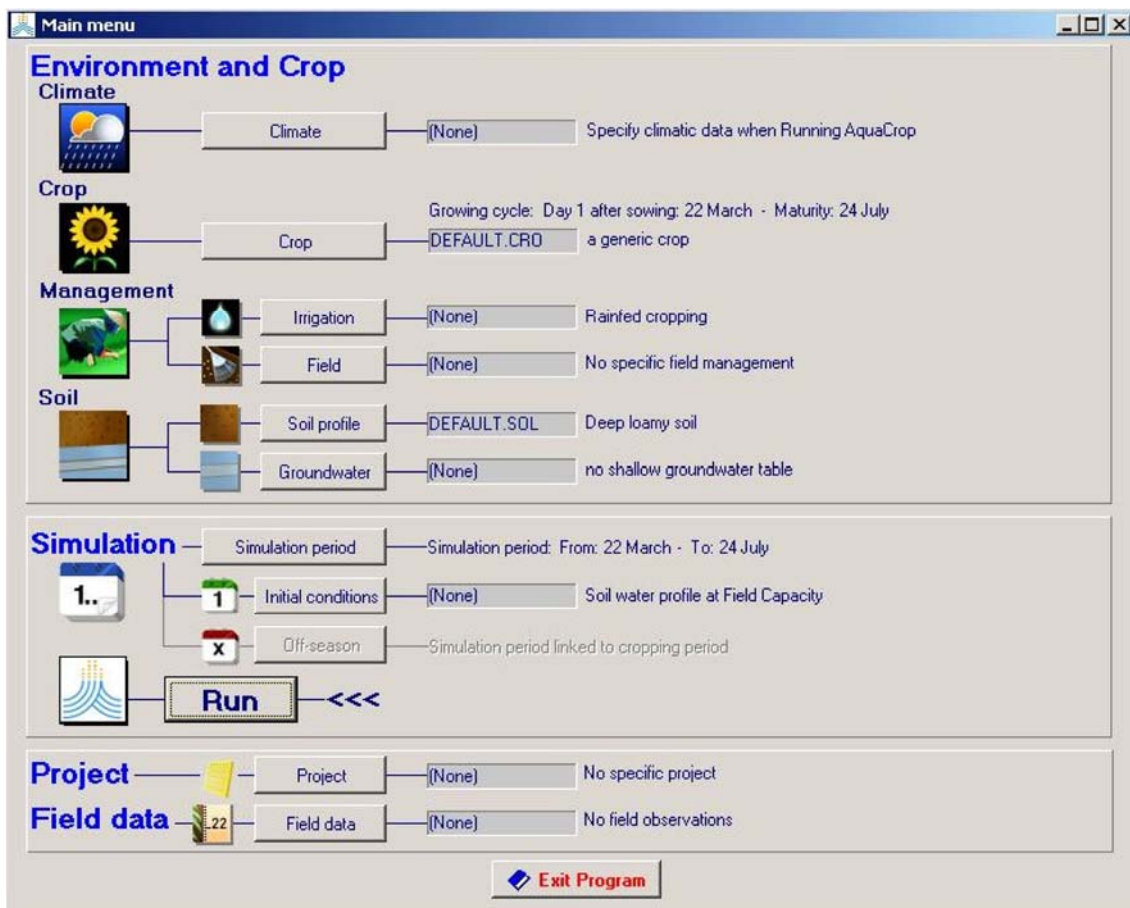 Main menu
Environment and Crop
Climate
Climate (None) Specify climatic data when Running AquaCrop
Crop
Growing cycle: Day 1 after sowing: 22 March - Maturity: 24 July
Crop DEFAULT.CRO a generic crop
Management
Irrigation (None) Rainfed cropping
Field (None) No specific field management
Soil
Soil profile DEFAULT.SOL Deep loamy soil
Groundwater (None) no shallow groundwater table
Simulation Simulation period Simulation period: From: 22 March - To: 24 July
1.. 1 Initial conditions (None) Soil water profile at Field Capacity
X Off-season Simulation period linked to cropping period
Run <<<
Project Project (None) No specific project
Field data ..22 Field data (None) No field observations
Exit Program